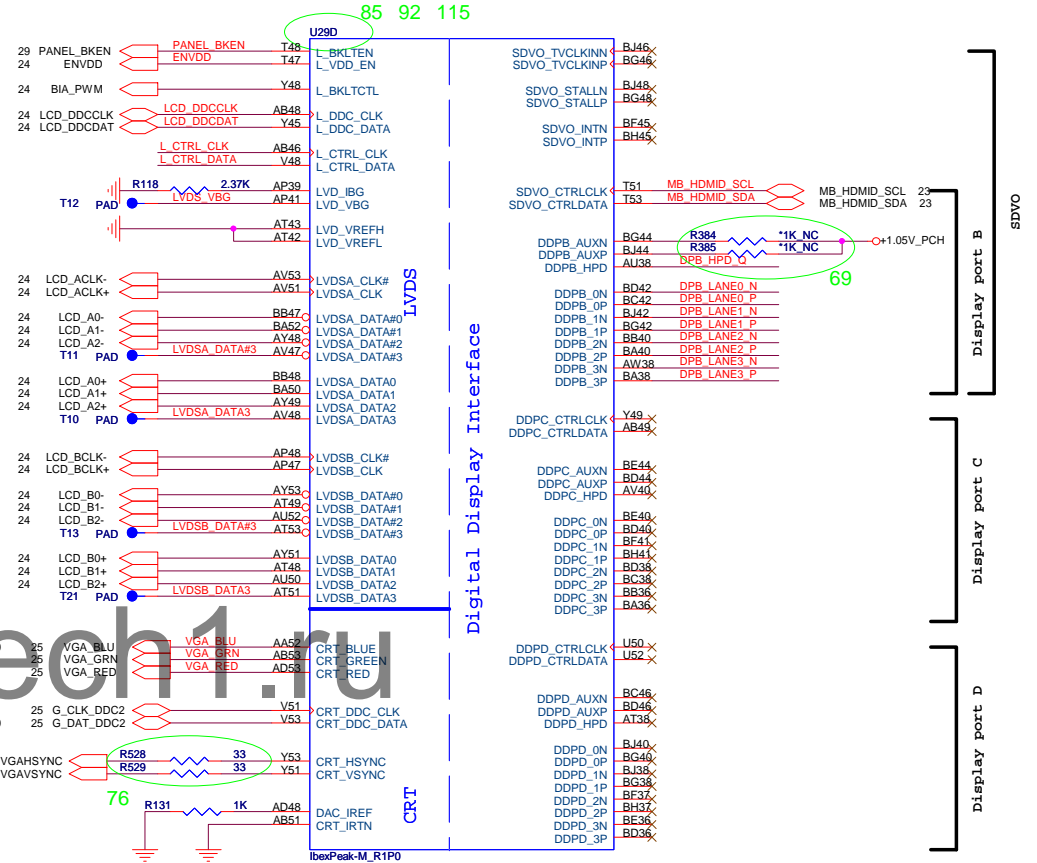 85 92 115
U29D
29 PANEL_BKEN PANEL_BKEN T48 L_BKLTEN
24 ENVDD ENVDD T47 L_VDD_EN
24 BIA_PWM Y48 L_BKLTCTL
24 LCD_DDCCLK LCD_DDCCLK AB48 L_DDC_CLK
24 LCD_DDCDAT LCD_DDCDAT Y45 L_DDC_DATA
L_CTRL_CLK AB46 L_CTRL_CLK
L_CTRL_DATA V48 L_CTRL_DATA
R118 2.37K AP39 LVD_IBG
T12 PAD LVDS_VBG AP41 LVD_VBG
AT43 LVD_VREFH
AT42 LVD_VREFL
24 LCD_ACLK- AV53 LVDSA_CLK#
24 LCD_ACLK+ AV51 LVDSA_CLK
24 LCD_A0- BB47 LVDSA_DATA#0
24 LCD_A1- BA52 LVDSA_DATA#1
24 LCD_A2- AY48 LVDSA_DATA#2
T11 PAD LVDSA_DATA#3 AV47 LVDSA_DATA#3
24 LCD_A0+ BB48 LVDSA_DATA0
24 LCD_A1+ BA50 LVDSA_DATA1
24 LCD_A2+ AY49 LVDSA_DATA2
T10 PAD LVDSA_DATA3 AV48 LVDSA_DATA3
24 LCD_BCLK- AP48 LVDSB_CLK#
24 LCD_BCLK+ AP47 LVDSB_CLK
24 LCD_B0- AY53 LVDSB_DATA#0
24 LCD_B1- AT49 LVDSB_DATA#1
24 LCD_B2- AU52 LVDSB_DATA#2
T13 PAD LVDSB_DATA#3 AT53 LVDSB_DATA#3
24 LCD_B0+ AY51 LVDSB_DATA0
24 LCD_B1+ AT48 LVDSB_DATA1
24 LCD_B2+ AU50 LVDSB_DATA2
T21 PAD LVDSB_DATA3 AT51 LVDSB_DATA3
25 VGA_BLU VGA_BLU AA52 CRT_BLUE
25 VGA_GRN VGA_GRN AB53 CRT_GREEN
25 VGA_RED VGA_RED AD53 CRT_RED
ech1.ru
25 G_CLK_DDC2 V51 CRT_DDC_CLK
25 G_DAT_DDC2 V53 CRT_DDC_DATA
VGAHSYNC R528 33 Y53 CRT_HSYNC
VGAVSYNC R529 33 Y51 CRT_VSYNC
76
R131 1K AD48 DAC_IREF
AB51 CRT_IRTN
IbexPeak-M_R1P0
LVDS
CRT
Digital Display Interface
SDVO_TVCLKINN BJ46
SDVO_TVCLKINP BG46
SDVO_STALLN BJ48
SDVO_STALLP BG48
SDVO_INTN BF45
SDVO_INTP BH45
SDVO_CTRLCLK T51 MB_HDMID_SCL MB_HDMID_SCL 23
SDVO_CTRLDATA T53 MB_HDMID_SDA MB_HDMID_SDA 23
DDPB_AUXN BG44 R384 *1K_NC +1.05V_PCH
DDPB_AUXP BJ44 R385 *1K_NC
DDPB_HPD AU38 DPB_HPD_Q
69
DDPB_0N BD42 DPB_LANE0_N
DDPB_0P BC42 DPB_LANE0_P
DDPB_1N BJ42 DPB_LANE1_N
DDPB_1P BG42 DPB_LANE1_P
DDPB_2N BB40 DPB_LANE2_N
DDPB_2P BA40 DPB_LANE2_P
DDPB_3N AW38 DPB_LANE3_N
DDPB_3P BA38 DPB_LANE3_P
DDPC_CTRLCLK Y49
DDPC_CTRLDATA AB49
DDPC_AUXN BE44
DDPC_AUXP BD44
DDPC_HPD AV40
DDPC_0N BE40
DDPC_0P BD40
DDPC_1N BF41
DDPC_1P BH41
DDPC_2N BD38
DDPC_2P BC38
DDPC_3N BB36
DDPC_3P BA36
DDPD_CTRLCLK U50
DDPD_CTRLDATA U52
DDPD_AUXN BC46
DDPD_AUXP BD46
DDPD_HPD AT38
DDPD_0N BJ40
DDPD_0P BG40
DDPD_1N BJ38
DDPD_1P BG38
DDPD_2N BF37
DDPD_2P BH37
DDPD_3N BE36
DDPD_3P BD36
Display port B
SDVO
Display port C
Display port D